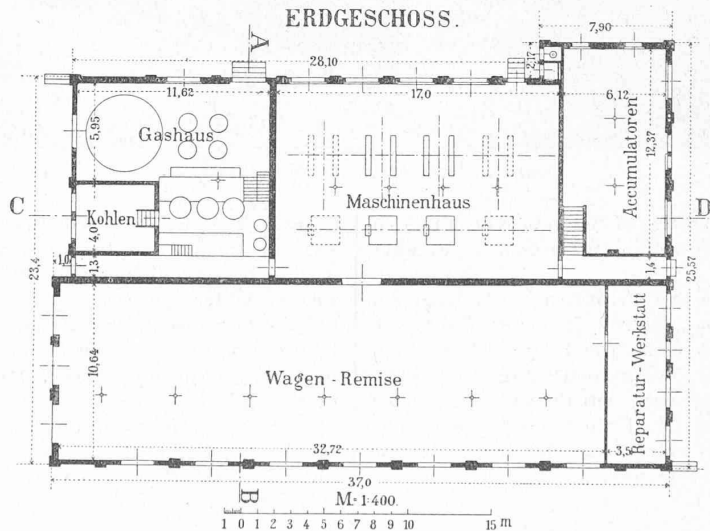 ERDGESCHOSS.
7,90
A
28,10
2,17
11,62
17,0
6,12
Gashaus
5,95
12,37
Accumulatoren
C
Kohlen
Maschinenhaus
D
4,0
23,4
1,0
1,3
1,4
25,57
10,64
Wagen - Remise
Reparatur - Werkstatt
32,72
3,5
37,0
B
M = 1:400.
1 0 1 2 3 4 5 6 7 8 9 10 15 m